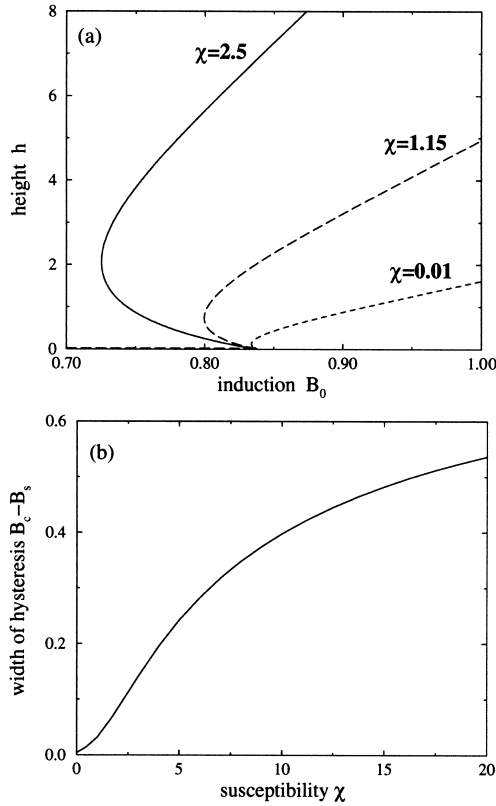 (a)
χ=2.5
χ=1.15
χ=0.01
height h
8
6
4
2
0
0.70 0.80 0.90 1.00
induction B₀
(b)
width of hysteresis B_c−B_s
0.6
0.4
0.2
0.0
0 5 10 15 20
susceptibility χ